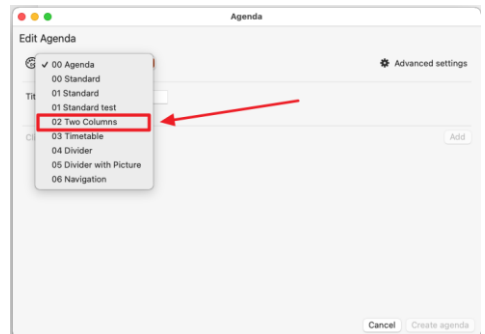 Agenda
Edit Agenda
✓ 00 Agenda
Advanced settings
00 Standard
01 Standard
Tit
01 Standard test
02 Two Columns
03 Timetable
Add
04 Divider
05 Divider with Picture
06 Navigation
Cancel
Create agenda